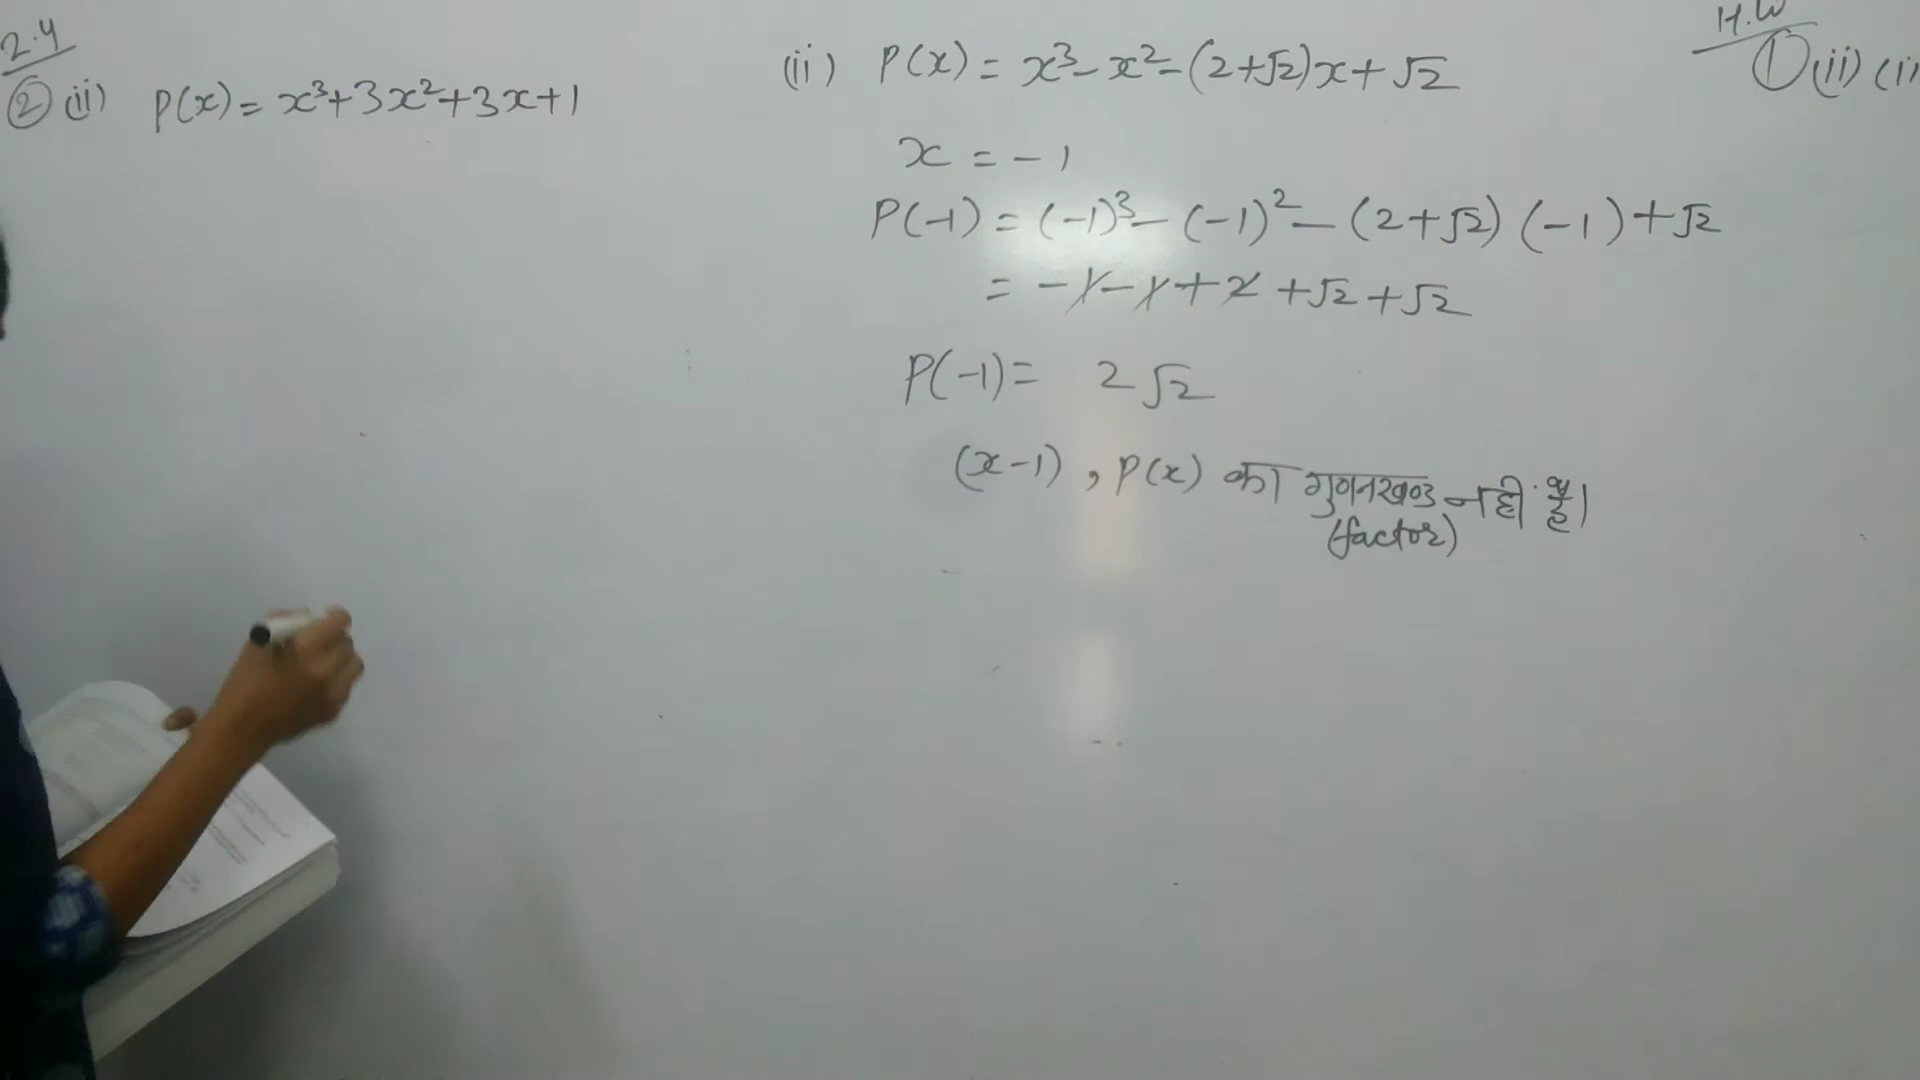 2.4
② (ii) P(x) = x³+3x²+3x+1
(ii) P(x) = x³-x²-(2+√2)x+√2
x = -1
P(-1) = (-1)³-(-1)²-(2+√2)(-1)+√2
= -1-1+2+√2+√2
P(-1) = 2√2
(x-1), P(x) का गुणनखण्ड नहीं है।
(factor)
H.W
① (ii) (i